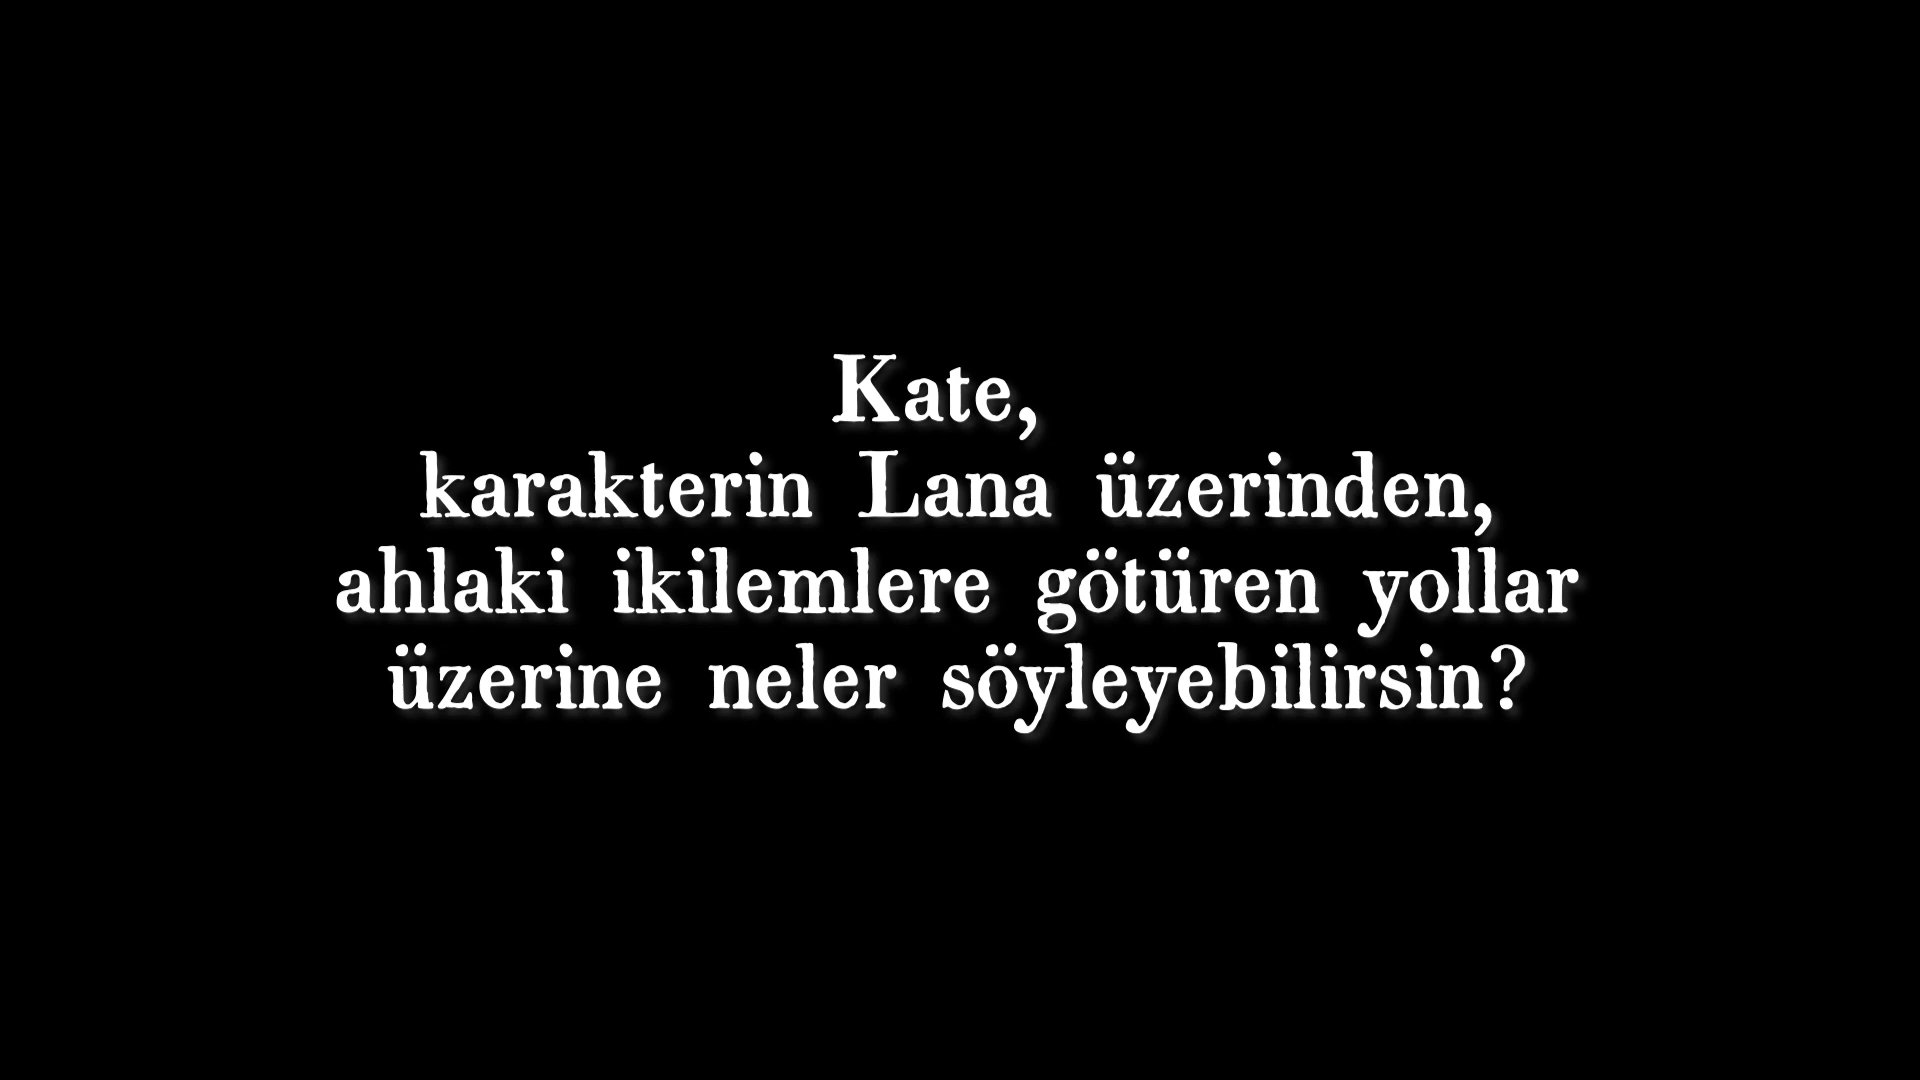 Kate,
karakterin Lana üzerinden,
ahlaki ikilemlere götüren yollar
üzerine neler söyleyebilirsin?